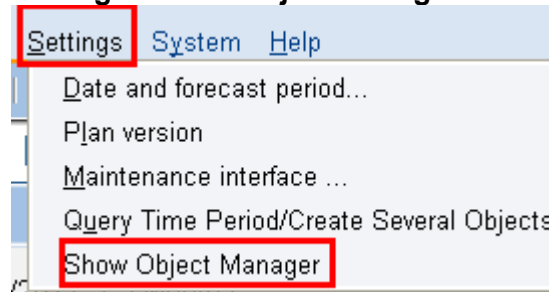 Settings System Help
Date and forecast period...
Plan version
Maintenance interface ...
Query Time Period/Create Several Objects
Show Object Manager